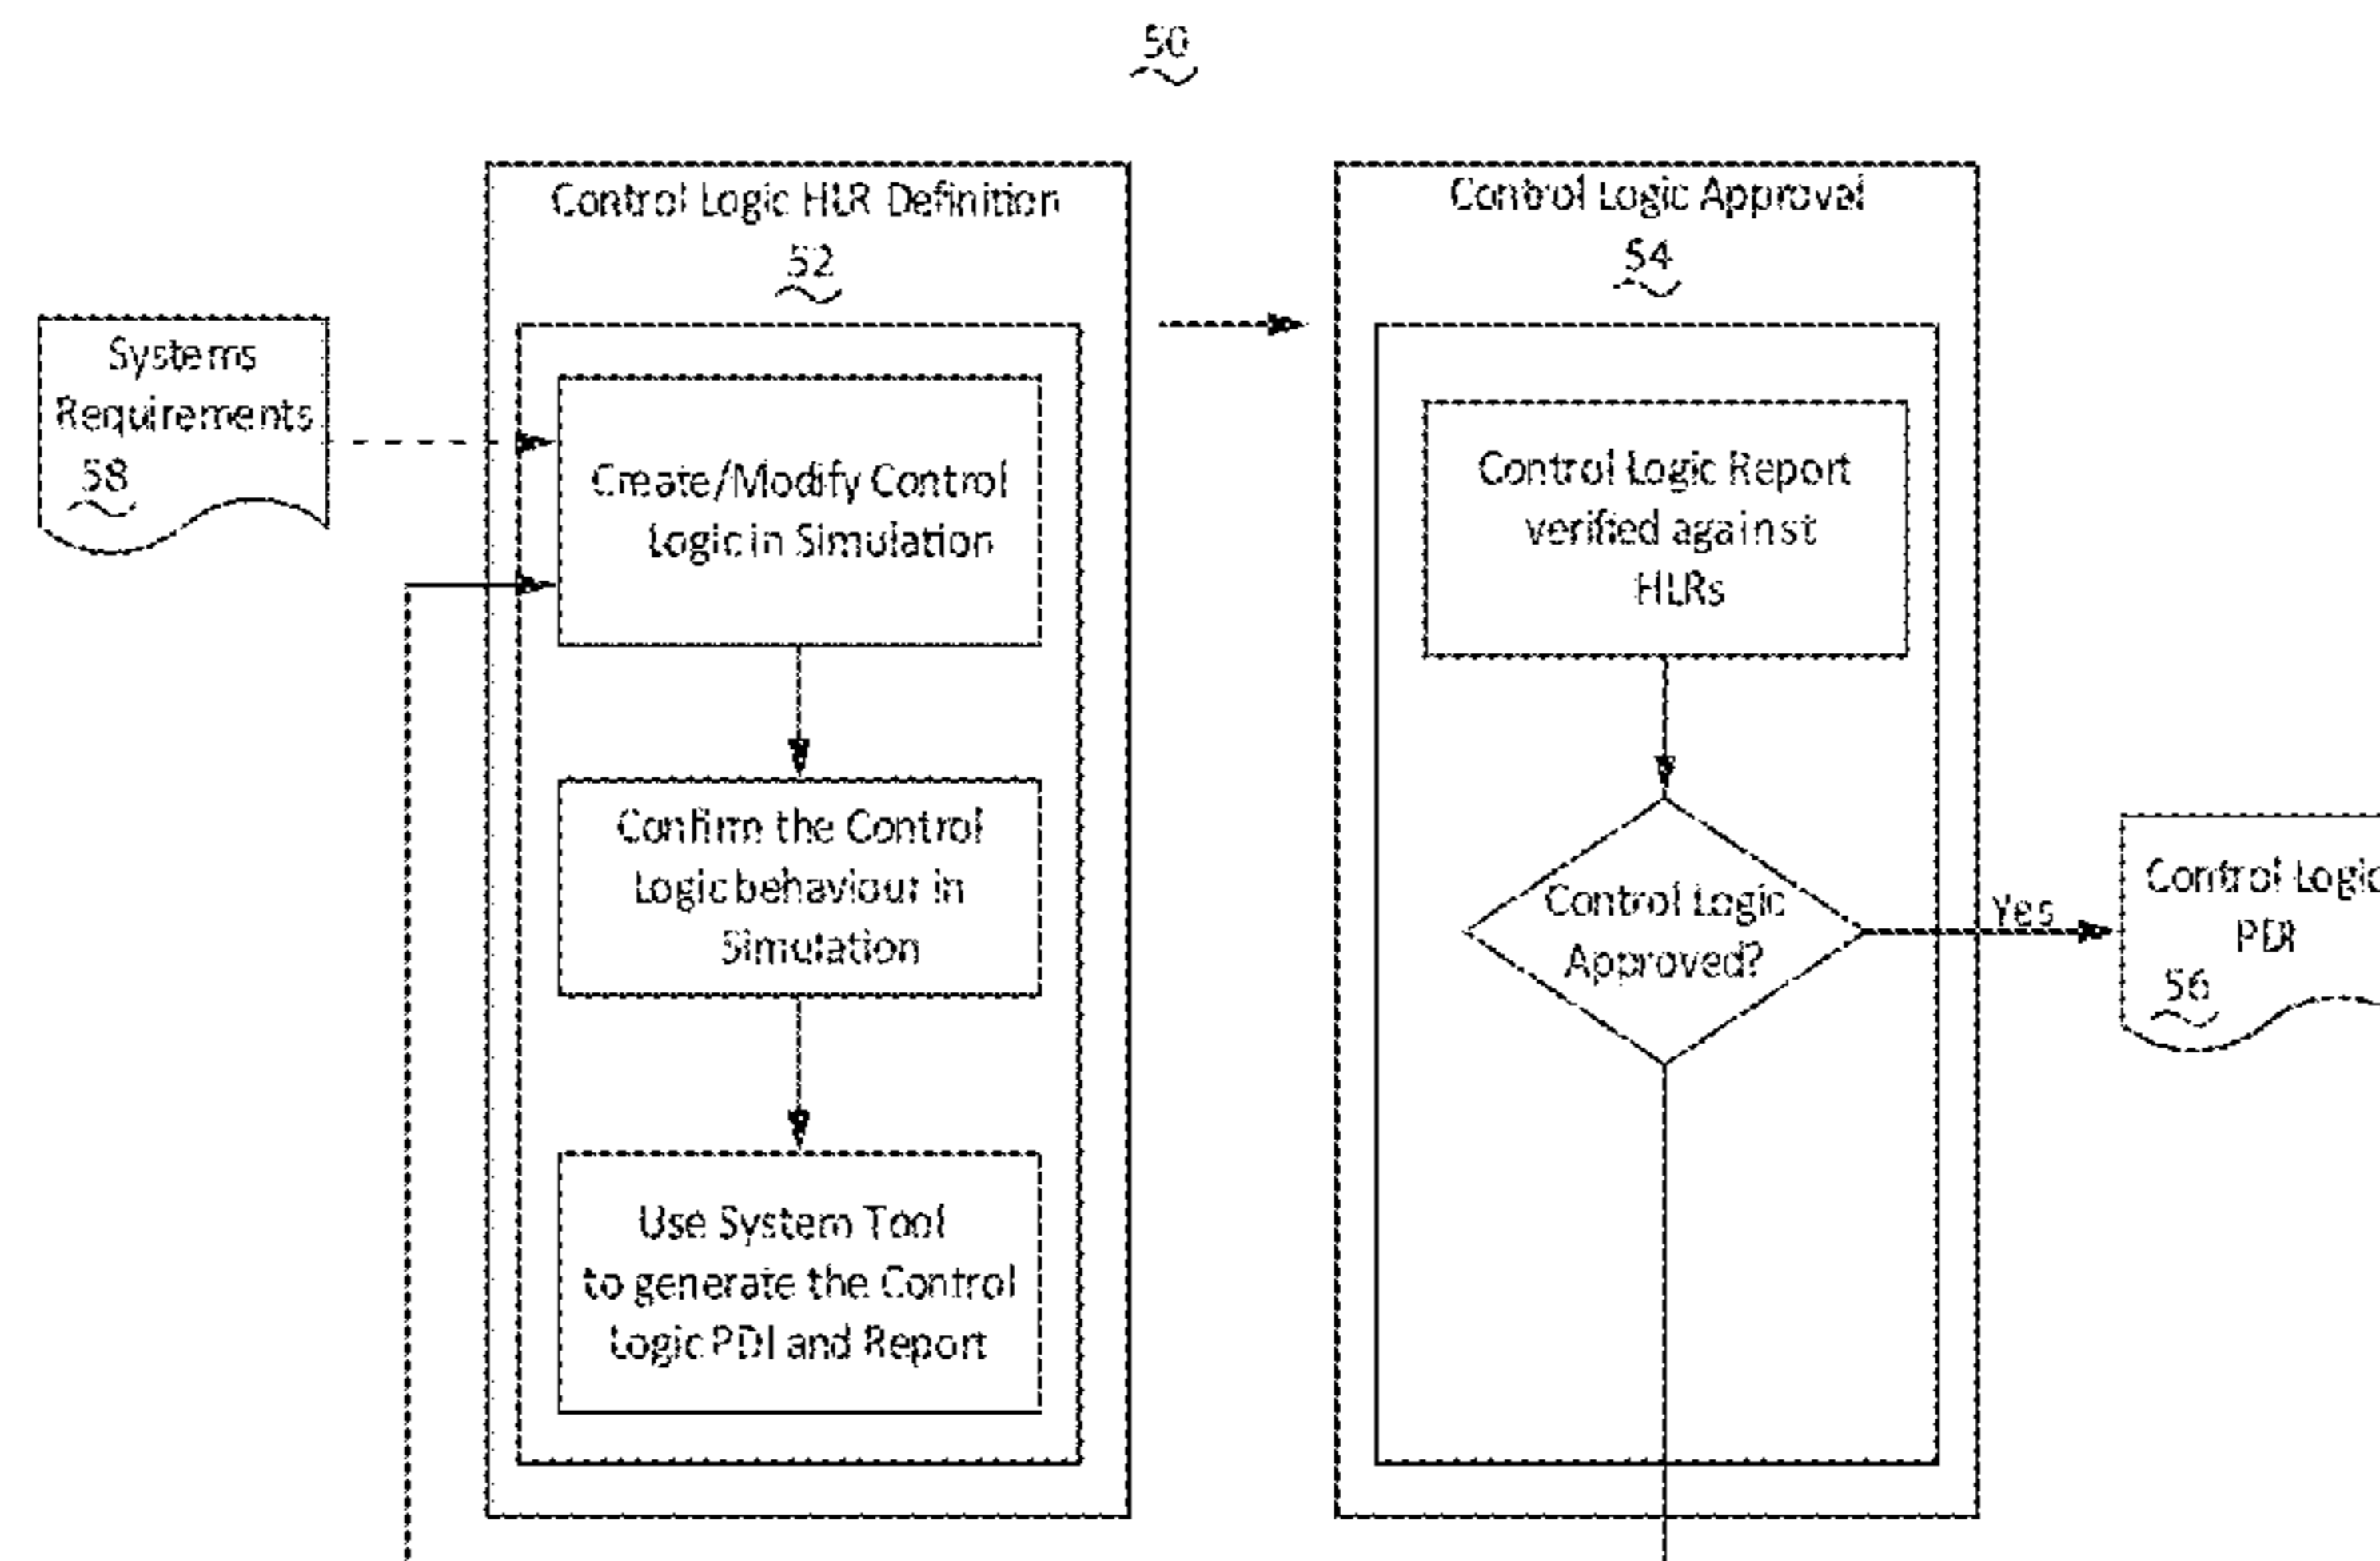 50
Control Logic HLR Definition
52
Systems
Requirements
58
Create/Modify Control
Logic in Simulation
Confirm the Control
Logic behaviour in
Simulation
Use System Tool
to generate the Control
Logic PDI and Report
Control Logic Approval
54
Control Logic Report
verified against
HLRs
Control Logic
Approved?
Yes
Control Logic
PDI
56